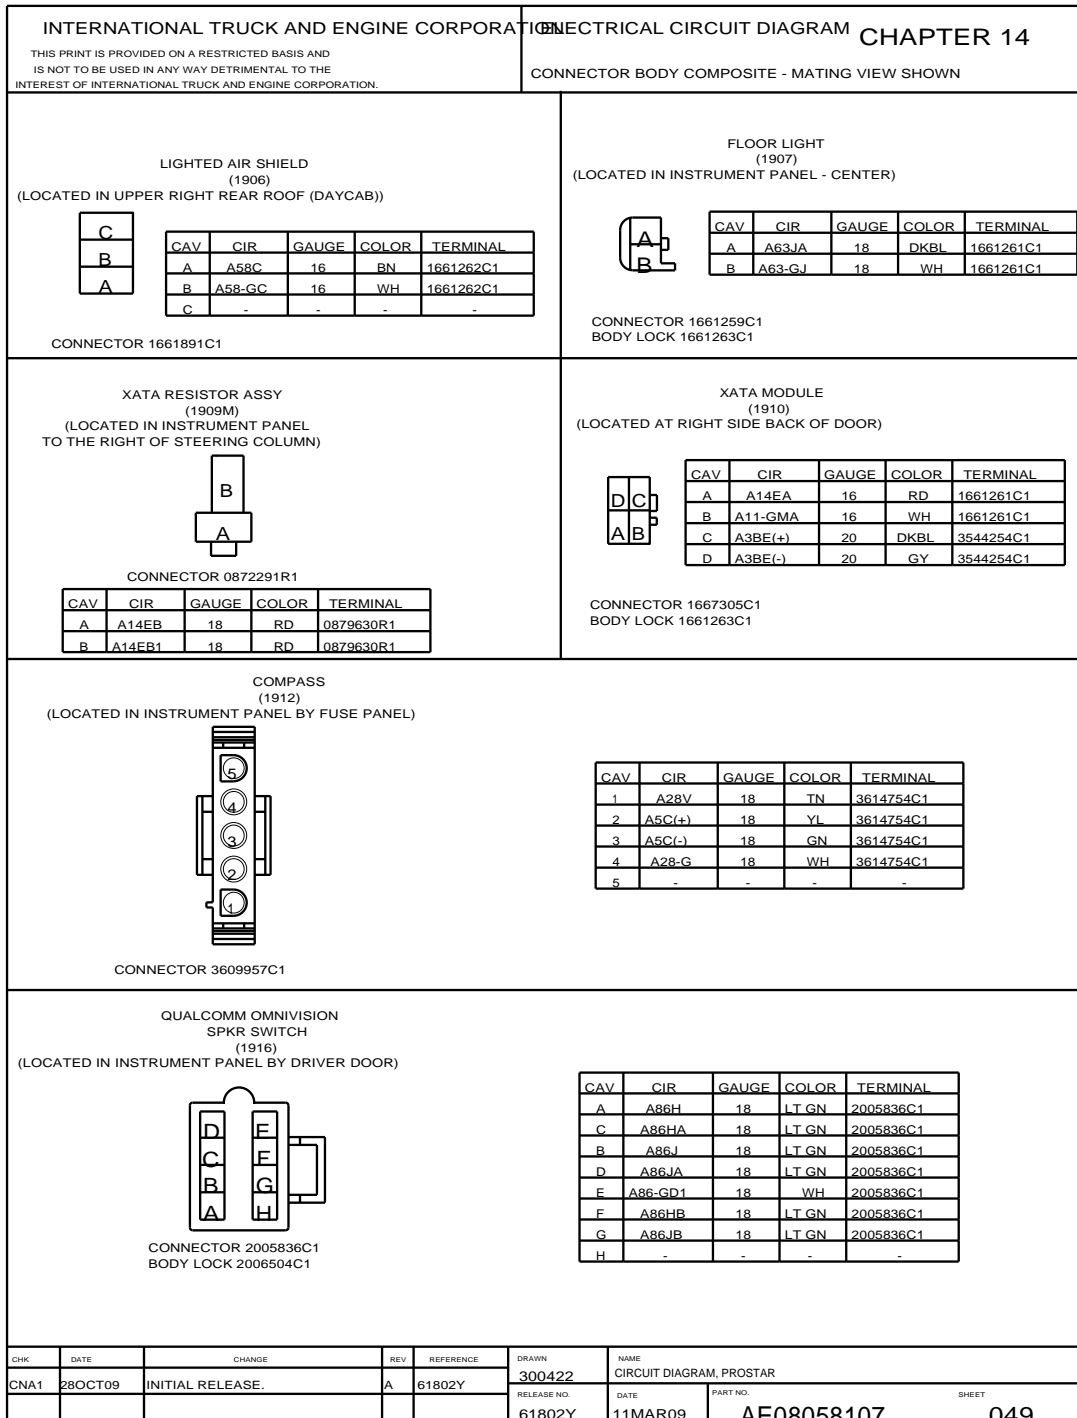 INTERNATIONAL TRUCK AND ENGINE CORPORATION
THIS PRINT IS PROVIDED ON A RESTRICTED BASIS AND
IS NOT TO BE USED IN ANY WAY DETRIMENTAL TO THE
INTEREST OF INTERNATIONAL TRUCK AND ENGINE CORPORATION.
ELECTRICAL CIRCUIT DIAGRAM CHAPTER 14
CONNECTOR BODY COMPOSITE - MATING VIEW SHOWN
LIGHTED AIR SHIELD
(1906)
(LOCATED IN UPPER RIGHT REAR ROOF (DAYCAB))
C
B
A
CAV CIR GAUGE COLOR TERMINAL
A A58C 16 BN 1661262C1
B A58-GC 16 WH 1661262C1
C - - - -
CONNECTOR 1661891C1
FLOOR LIGHT
(1907)
(LOCATED IN INSTRUMENT PANEL - CENTER)
A
B
CAV CIR GAUGE COLOR TERMINAL
A A63JA 18 DKBL 1661261C1
B A63-GJ 18 WH 1661261C1
CONNECTOR 1661259C1
BODY LOCK 1661263C1
XATA RESISTOR ASSY
(1909M)
(LOCATED IN INSTRUMENT PANEL
TO THE RIGHT OF STEERING COLUMN)
B
A
CONNECTOR 0872291R1
CAV CIR GAUGE COLOR TERMINAL
A A14EB 18 RD 0879630R1
B A14EB1 18 RD 0879630R1
XATA MODULE
(1910)
(LOCATED AT RIGHT SIDE BACK OF DOOR)
D C
A B
CAV CIR GAUGE COLOR TERMINAL
A A14EA 16 RD 1661261C1
B A11-GMA 16 WH 1661261C1
C A3BE(+) 20 DKBL 3544254C1
D A3BE(-) 20 GY 3544254C1
CONNECTOR 1667305C1
BODY LOCK 1661263C1
COMPASS
(1912)
(LOCATED IN INSTRUMENT PANEL BY FUSE PANEL)
5
4
3
2
1
CONNECTOR 3609957C1
CAV CIR GAUGE COLOR TERMINAL
1 A28V 18 TN 3614754C1
2 A5C(+) 18 YL 3614754C1
3 A5C(-) 18 GN 3614754C1
4 A28-G 18 WH 3614754C1
5 - - - -
QUALCOMM OMNIVISION
SPKR SWITCH
(1916)
(LOCATED IN INSTRUMENT PANEL BY DRIVER DOOR)
D E
C F
B G
A H
CONNECTOR 2005836C1
BODY LOCK 2006504C1
CAV CIR GAUGE COLOR TERMINAL
A A86H 18 LT GN 2005836C1
C A86HA 18 LT GN 2005836C1
B A86J 18 LT GN 2005836C1
D A86JA 18 LT GN 2005836C1
E A86-GD1 18 WH 2005836C1
F A86HB 18 LT GN 2005836C1
G A86JB 18 LT GN 2005836C1
H - - - -
CHK DATE CHANGE REV REFERENCE
CNA1 28OCT09 INITIAL RELEASE. A 61802Y
DRAWN
300422
NAME
CIRCUIT DIAGRAM, PROSTAR
RELEASE NO.
61802Y
DATE
11MAR09
PART NO.
AE08058107
SHEET
049